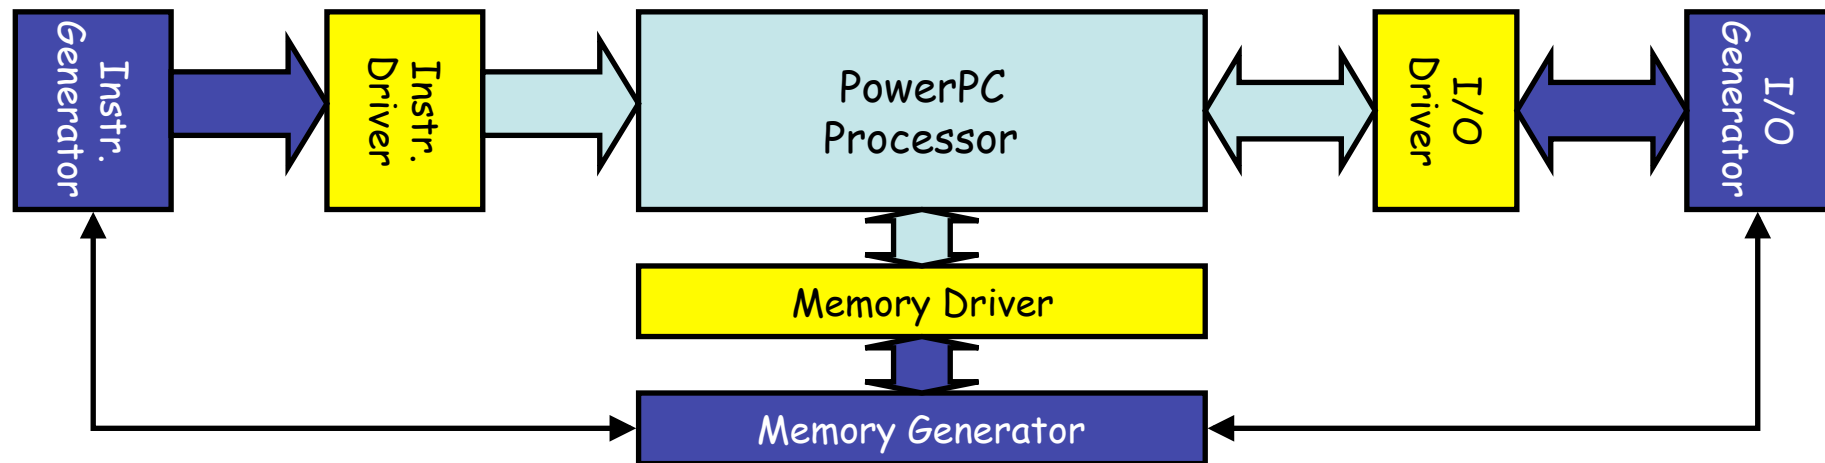 Instr.
Generator
Instr.
Driver
PowerPC
Processor
I/O
Driver
I/O
Generator
Memory Driver
Memory Generator